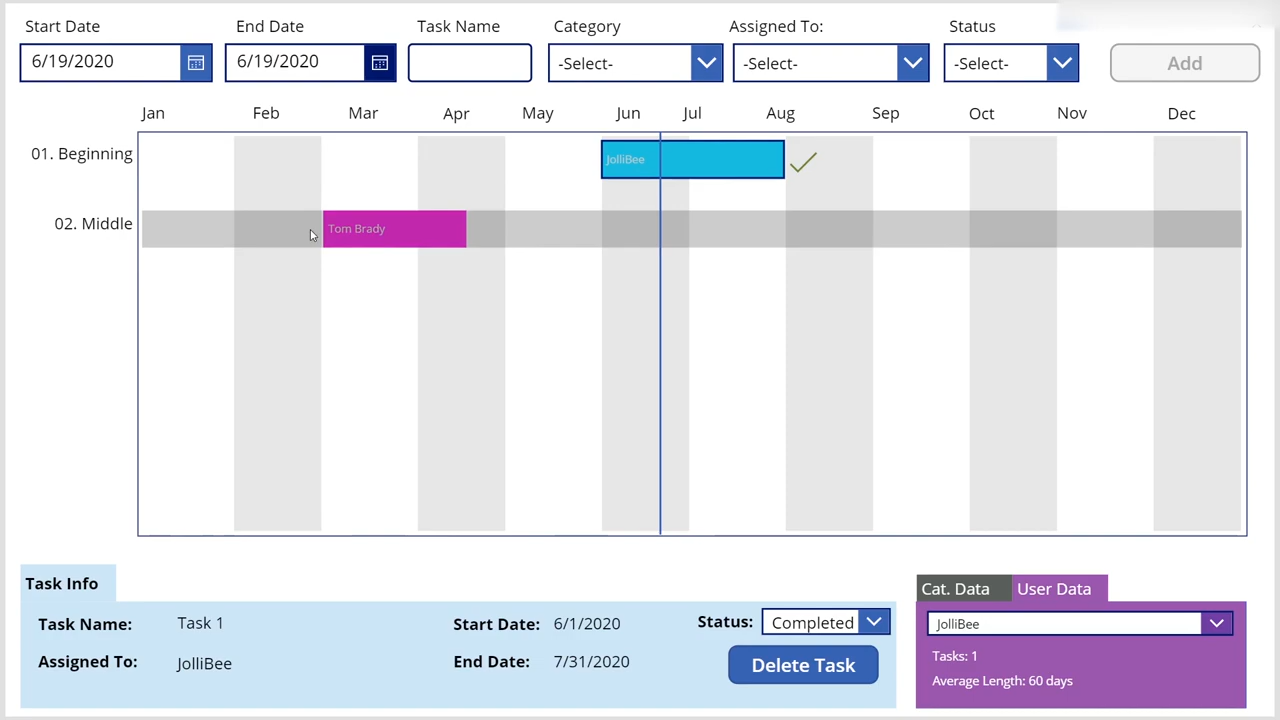 Start Date End Date Task Name Category Assigned To: Status
6/19/2020 6/19/2020 -Select- -Select- -Select- Add
Jan Feb Mar Apr May Jun Jul Aug Sep Oct Nov Dec
01. Beginning JolliBee
02. Middle Tom Brady
Task Info
Task Name: Task 1 Start Date: 6/1/2020 Status: Completed
Assigned To: JolliBee End Date: 7/31/2020 Delete Task
Cat. Data User Data
JolliBee
Tasks: 1
Average Length: 60 days